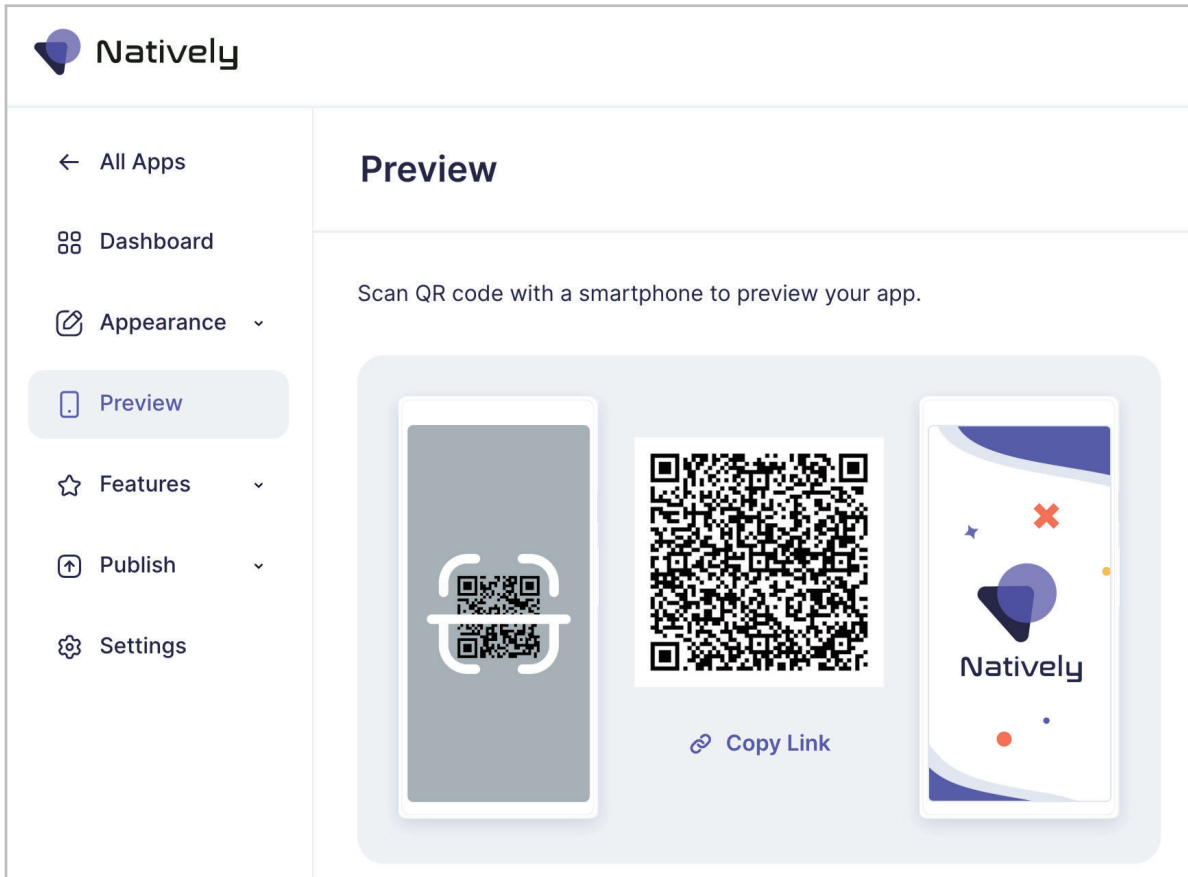 Natively
All Apps
Dashboard
Appearance
Preview
Features
Publish
Settings
Preview
Scan QR code with a smartphone to preview your app.
Copy Link
Natively